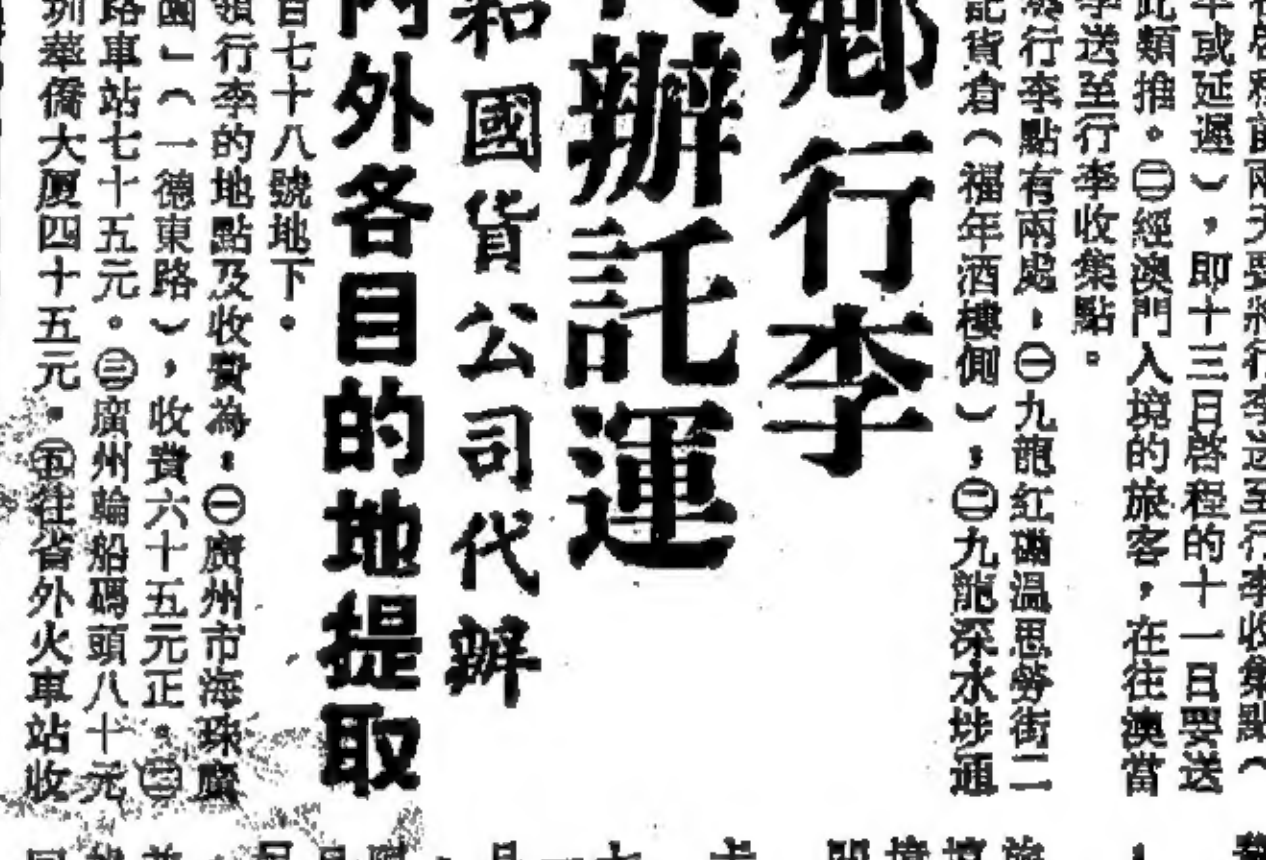 程前兩天要將行李送至行李收集點（
年或延遲），即十三日啓程的十一日要送
此類推。㊁經澳門入境的旅客，在往澳當
李送至行李收集點。
行李點有兩處：㊀九龍紅磡溫思勞街二
記貨倉（福年酒樓側）；㊁九龍深水埗通
鄉行李
辦託運
和國貨公司代辦
內外各目的地提取
百七十八號地下。
領行李的地點及收費為：㊀廣州市海珠廣
（一德東路），收費六十五元正。㊁
路車站七十五元。㊂廣州輪船碼頭八十元
圳華僑大厦四十五元。㊄往省外火車站收